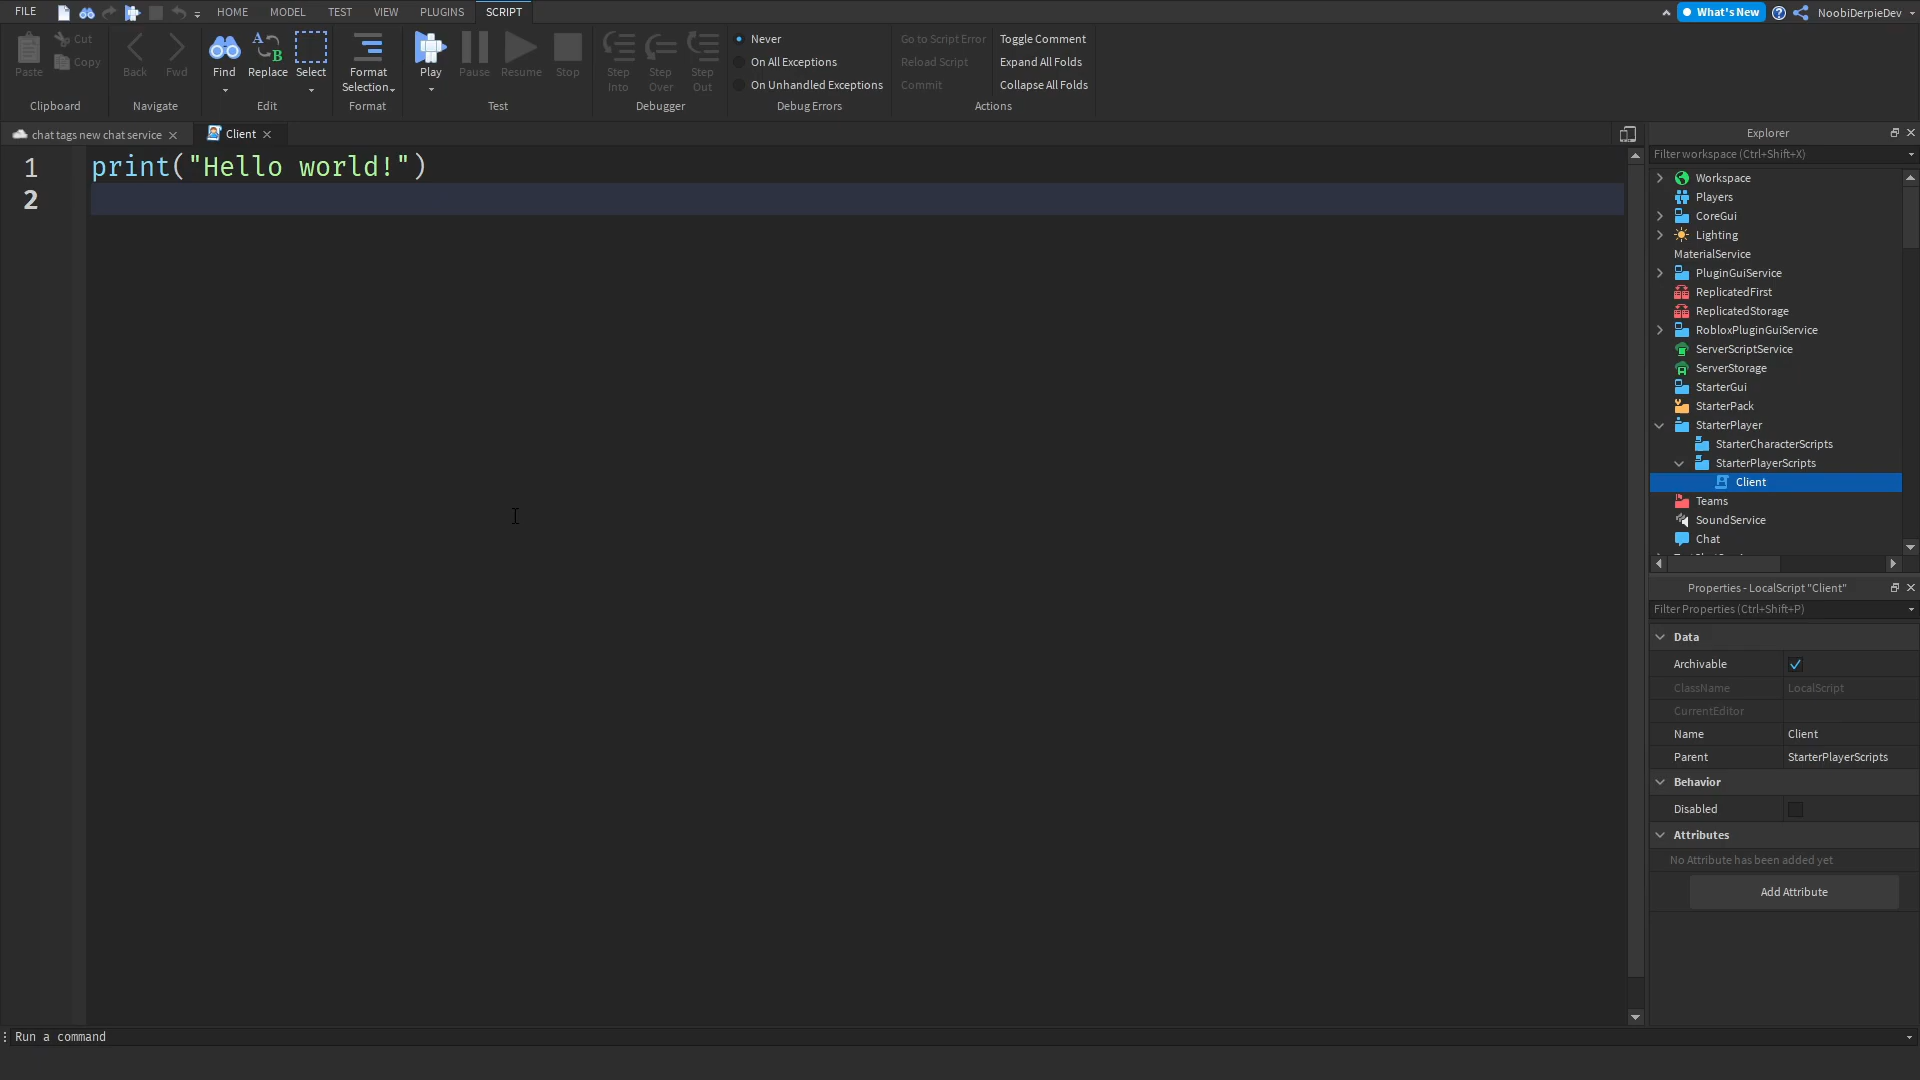 FILE HOME MODEL TEST VIEW PLUGINS SCRIPT What's New NoobiDerpieDev
Cut
Copy
Paste
Clipboard
Back Fwd
Navigate
Find Replace Select
Edit
Format
Selection
Format
Play Pause Resume Stop
Test
Step Into
Step Over
Step Out
Debugger
Never
On All Exceptions
On Unhandled Exceptions
Debug Errors
Go to Script Error Toggle Comment
Reload Script Expand All Folds
Commit Collapse All Folds
Actions
chat tags new chat service Client
1 print("Hello world!")
2
Explorer
Filter workspace (Ctrl+Shift+X)
Workspace
Players
CoreGui
Lighting
MaterialService
PluginGuiService
ReplicatedFirst
ReplicatedStorage
RobloxPluginGuiService
ServerScriptService
ServerStorage
StarterGui
StarterPack
StarterPlayer
StarterCharacterScripts
StarterPlayerScripts
Client
Teams
SoundService
Chat
Properties - LocalScript "Client"
Filter Properties (Ctrl+Shift+P)
Data
Archivable
ClassName LocalScript
CurrentEditor
Name Client
Parent StarterPlayerScripts
Behavior
Disabled
Attributes
No Attribute has been added yet
Add Attribute
Run a command